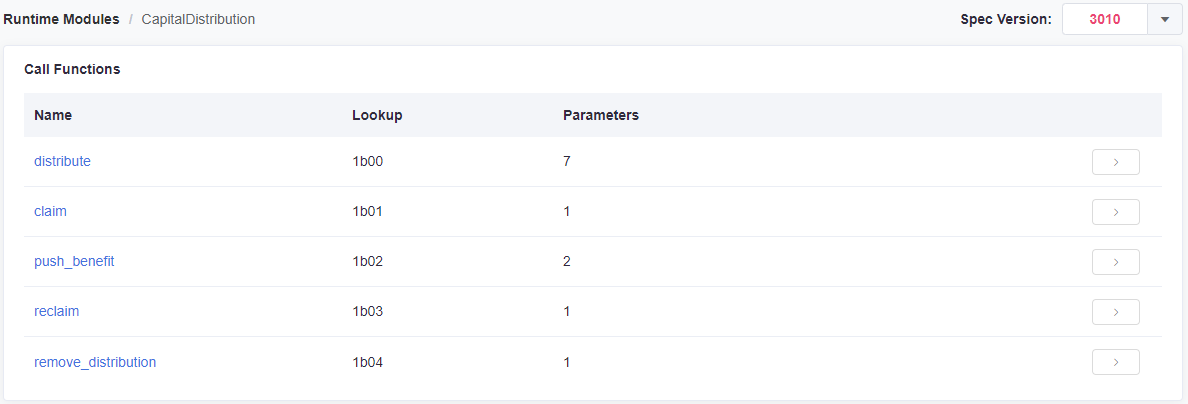 Runtime Modules / CapitalDistribution Spec Version: 3010
Call Functions
Name Lookup Parameters
distribute 1b00 7
claim 1b01 1
push_benefit 1b02 2
reclaim 1b03 1
remove_distribution 1b04 1